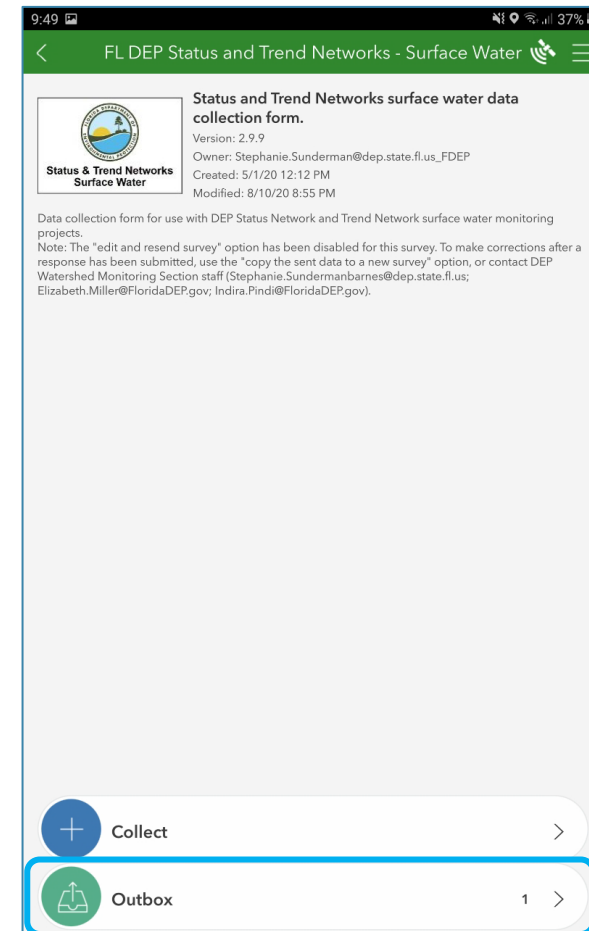 9:49 37%
FL DEP Status and Trend Networks - Surface Water
Status & Trend Networks
Surface Water
Status and Trend Networks surface water data
collection form.
Version: 2.9.9
Owner: Stephanie.Sunderman@dep.state.fl.us_FDEP
Created: 5/1/20 12:12 PM
Modified: 8/10/20 8:55 PM
Data collection form for use with DEP Status Network and Trend Network surface water monitoring
projects.
Note: The "edit and resend survey" option has been disabled for this survey. To make corrections after a
response has been submitted, use the "copy the sent data to a new survey" option, or contact DEP
Watershed Monitoring Section staff (Stephanie.Sundermanbarnes@dep.state.fl.us;
Elizabeth.Miller@FloridaDEP.gov; Indira.Pindi@FloridaDEP.gov).
Collect
Outbox 1